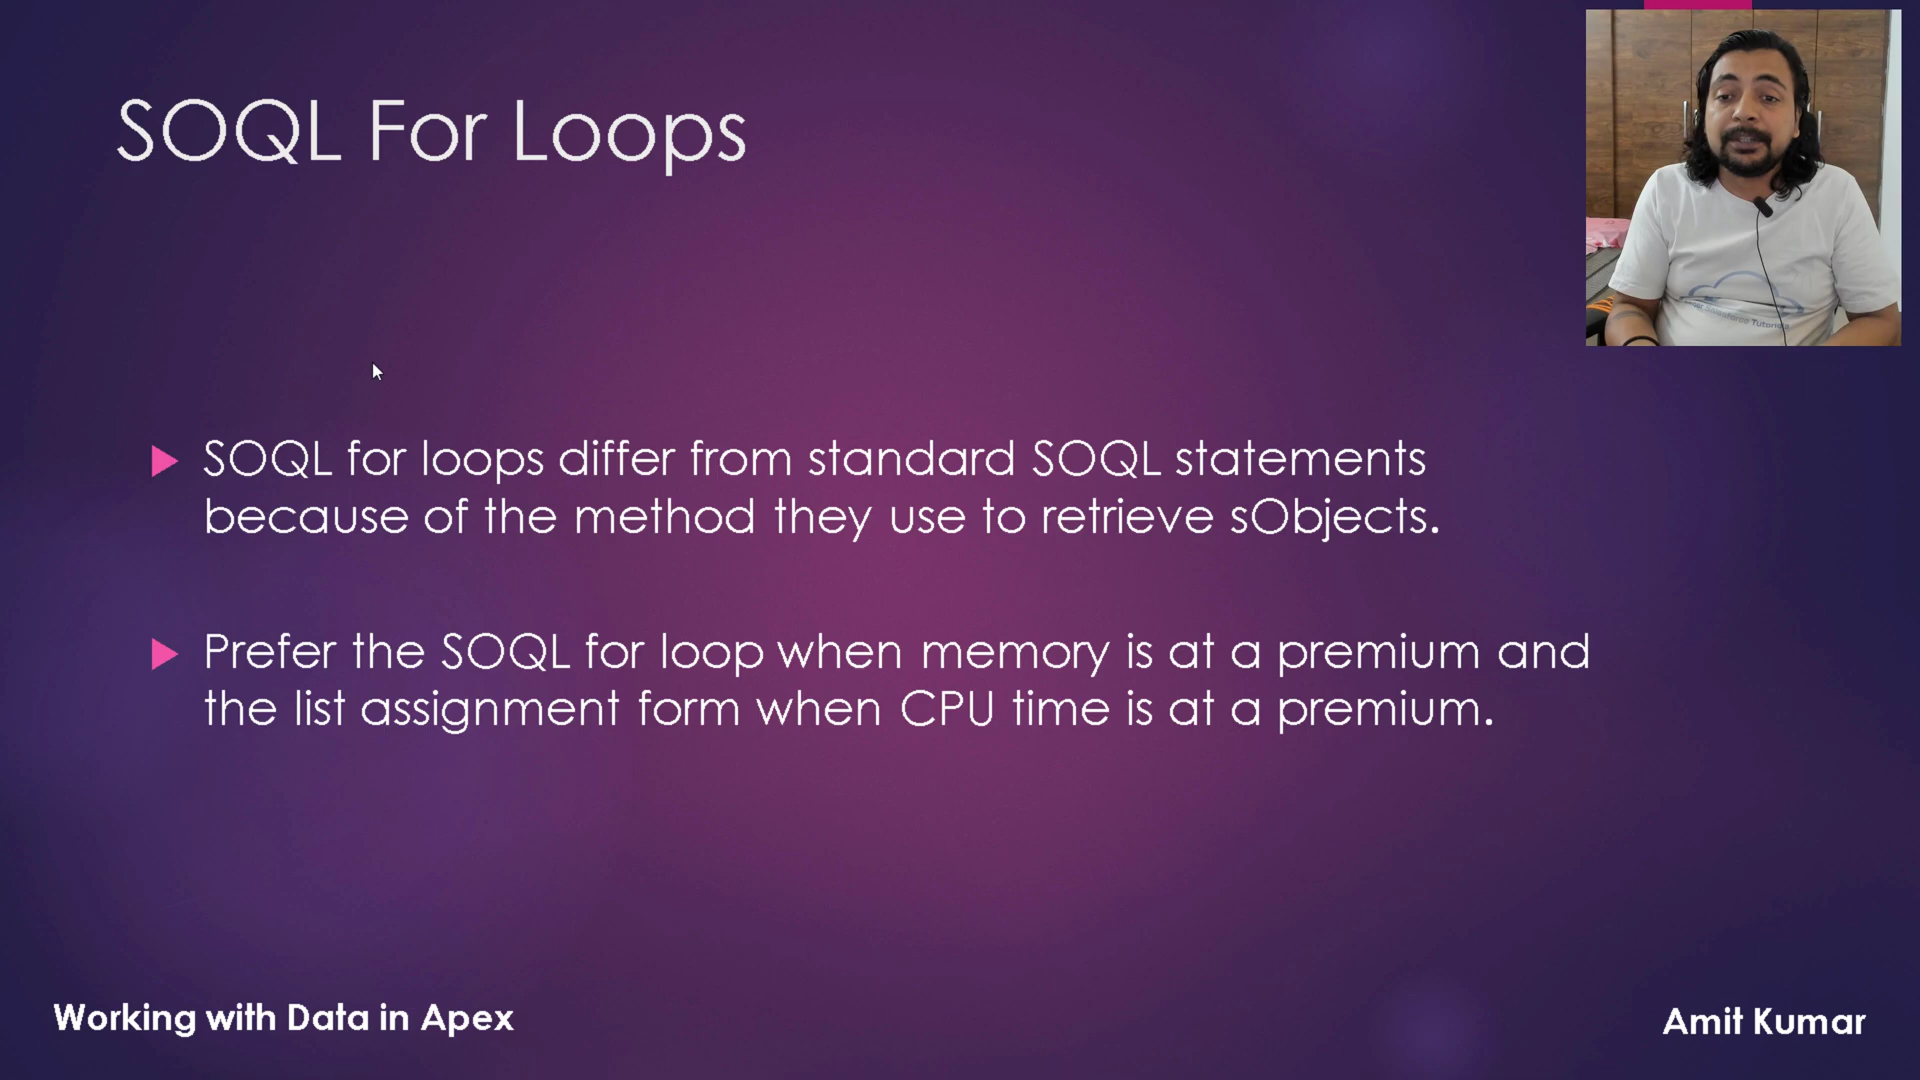 SOQL For Loops
SOQL for loops differ from standard SOQL statements
because of the method they use to retrieve sObjects.
Prefer the SOQL for loop when memory is at a premium and
the list assignment form when CPU time is at a premium.
Working with Data in Apex
Amit Kumar